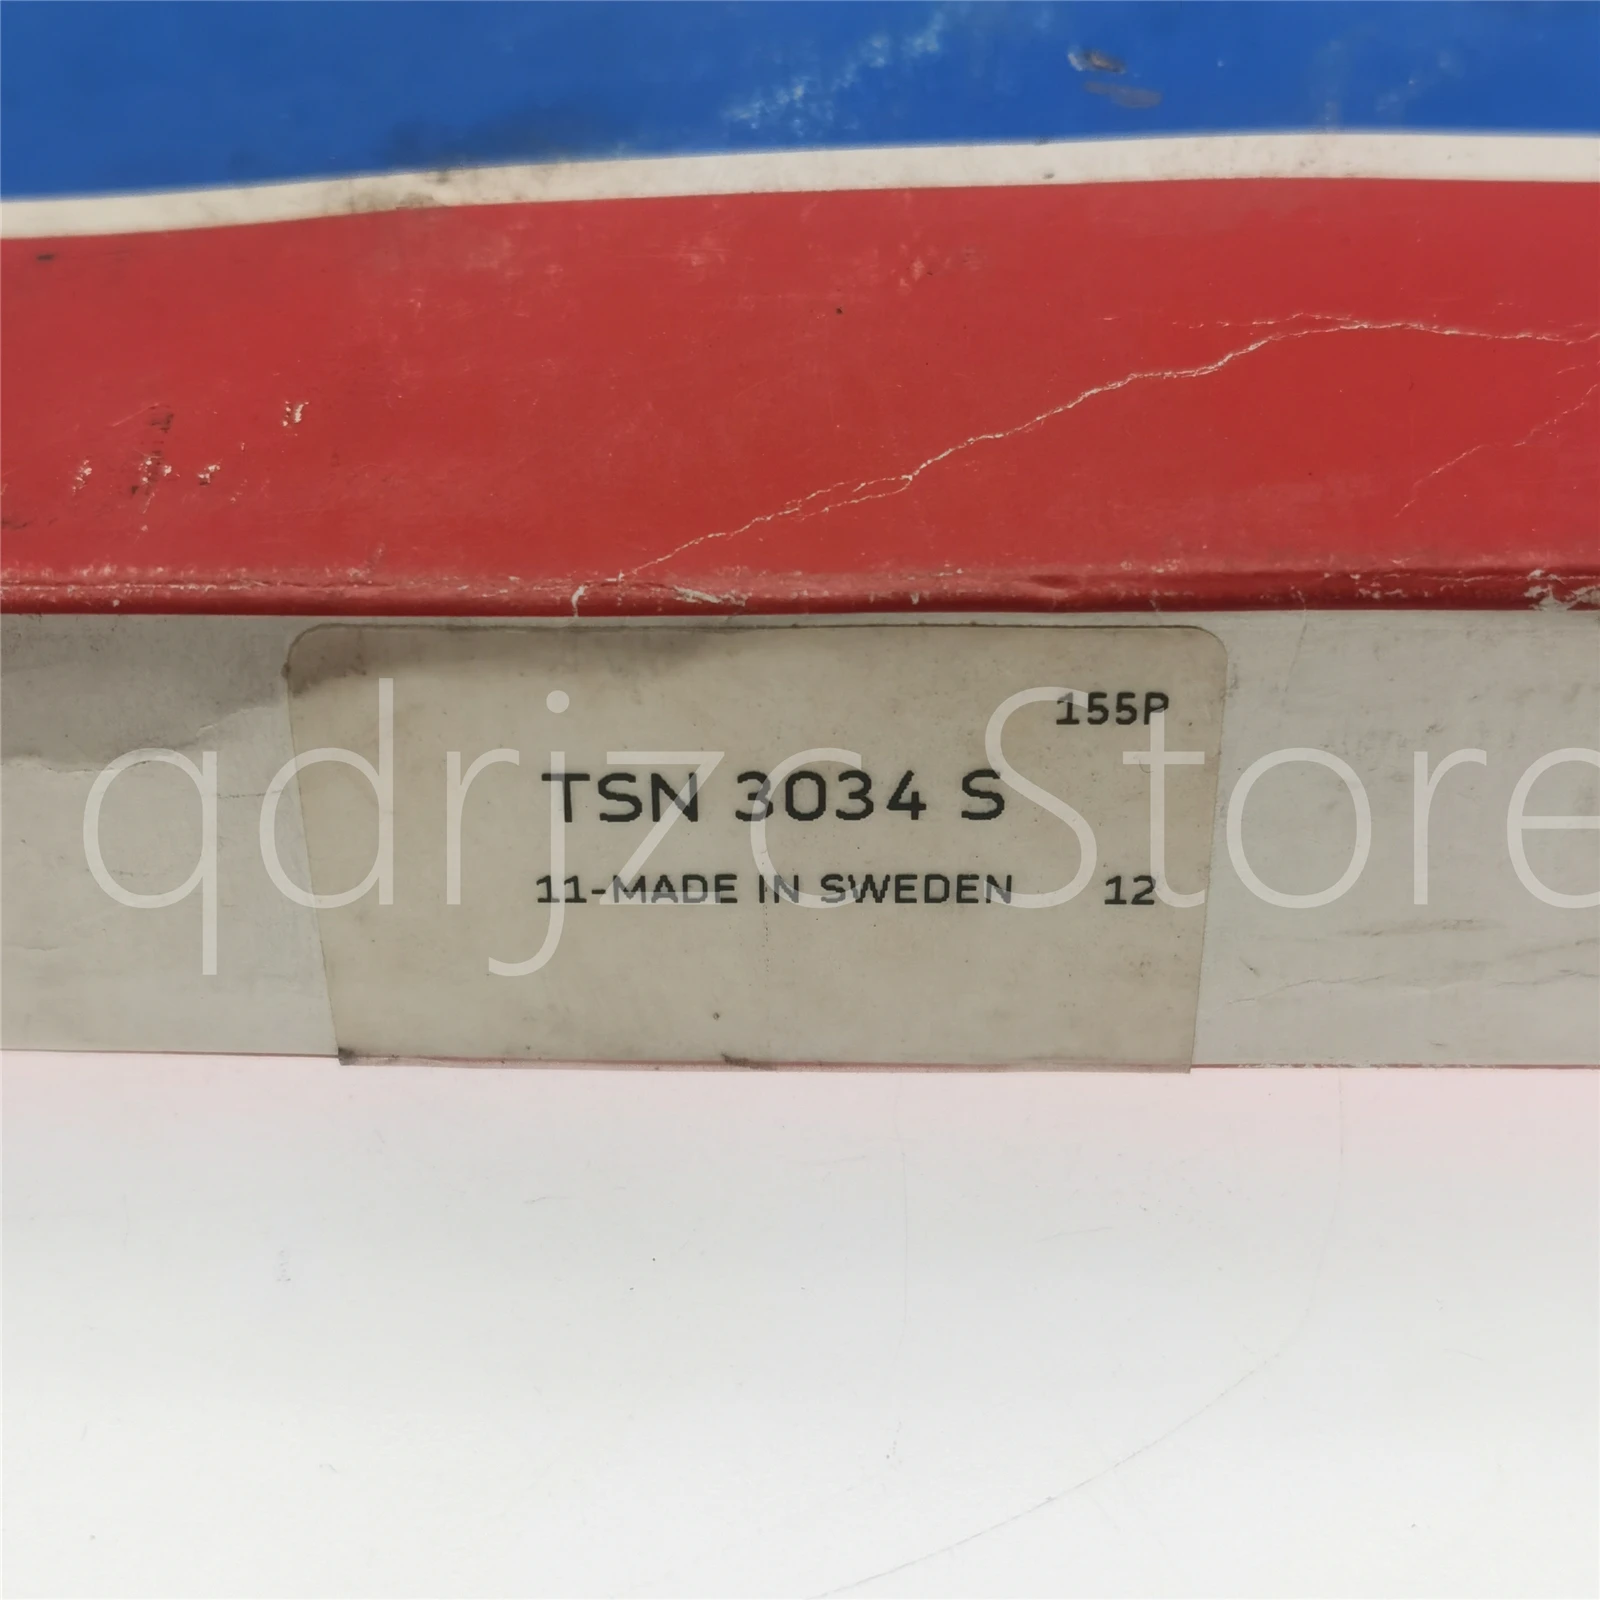 155P
TSN 3034 S
11-MADE IN SWEDEN 12
qdrjzc Store